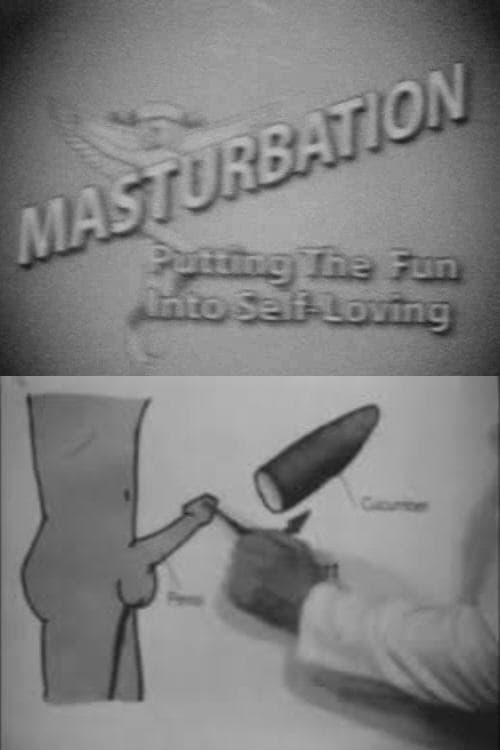 MASTURBATION
Putting The Fun
Into Self-Loving
Cucumber
Penis